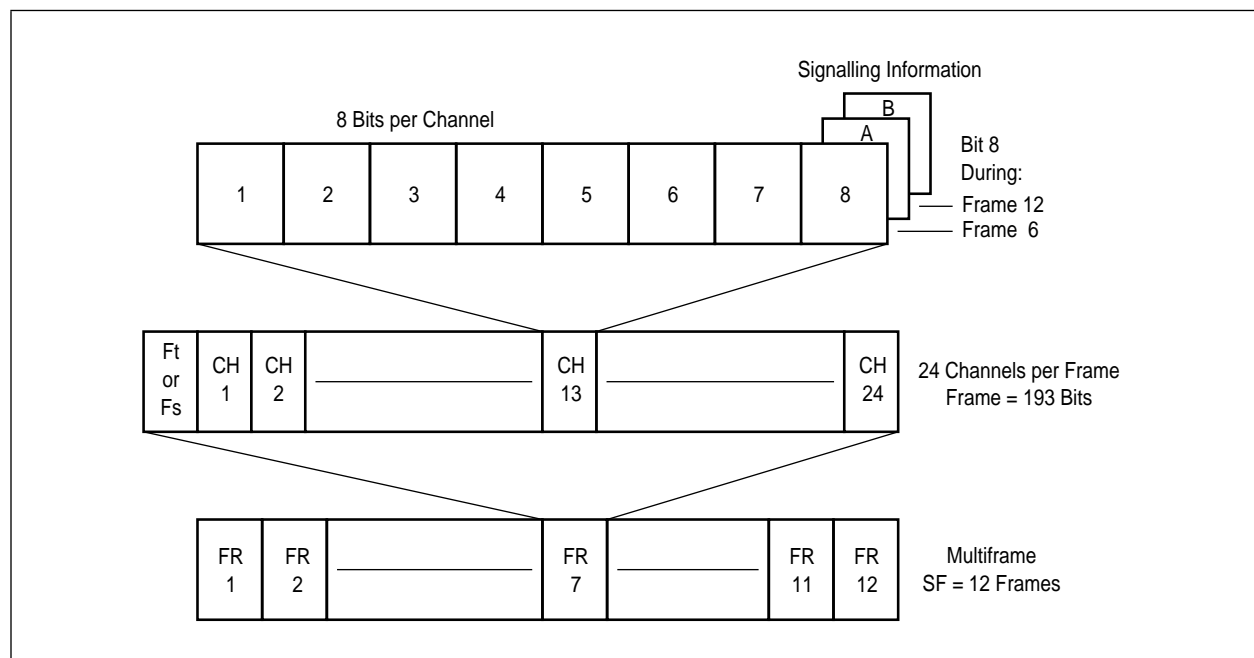 Signalling Information
8 Bits per Channel
B
A
Bit 8
During:
Frame 12
Frame 6
1 2 3 4 5 6 7 8
Ft
or
Fs
CH
1
CH
2
CH
13
CH
24
24 Channels per Frame
Frame = 193 Bits
FR
1
FR
2
FR
7
FR
11
FR
12
Multiframe
SF = 12 Frames